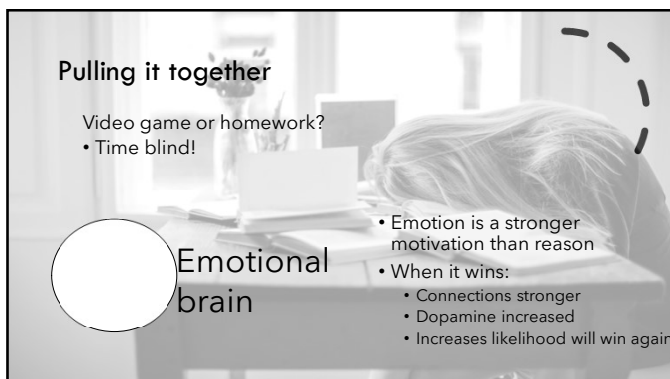 Pulling it together
Video game or homework?
• Time blind!
Emotional
brain
• Emotion is a stronger
motivation than reason
• When it wins:
• Connections stronger
• Dopamine increased
• Increases likelihood will win again